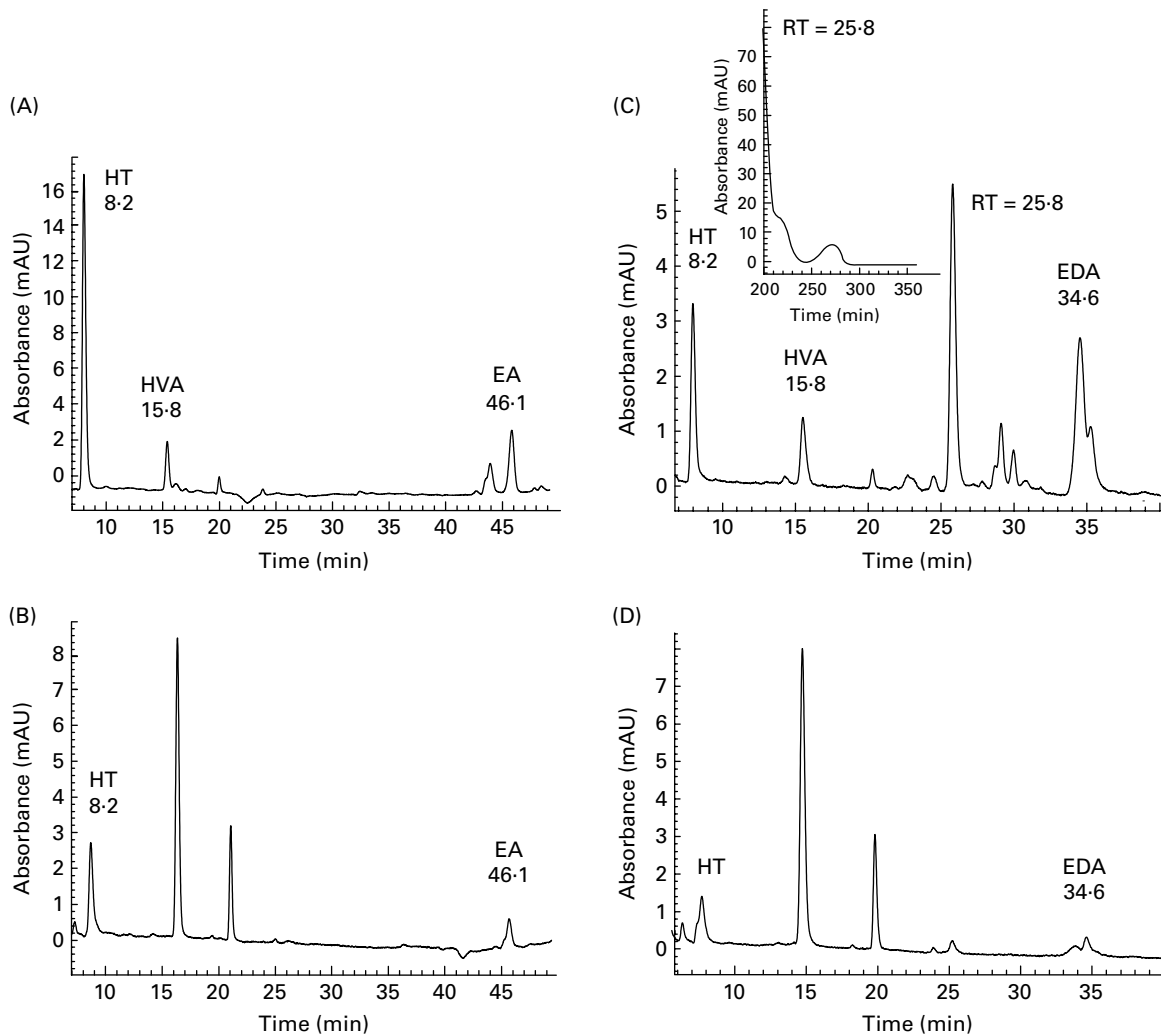 (A)
Absorbance (mAU)
16
14
12
10
8
6
4
2
0
HT
8·2
HVA
15·8
EA
46·1
10 15 21 25 30 35 40 45
Time (min)
(B)
Absorbance (mAU)
8
7
6
5
4
3
2
1
0
HT
8·2
EA
46·1
10 15 21 25 30 35 40 45
Time (min)
(C)
Absorbance (mAU)
5
4
3
2
1
0
HT
8·2
HVA
15·8
RT = 25·8
EDA
34·6
10 15 20 25 30 35
Time (min)
RT = 25·8
Absorbance (mAU)
70
60
50
40
30
20
10
0
200 250 300 350
Time (min)
(D)
Absorbance (mAU)
7
6
5
4
3
2
1
0
HT
EDA
34·6
10 15 20 25 30 35
Time (min)